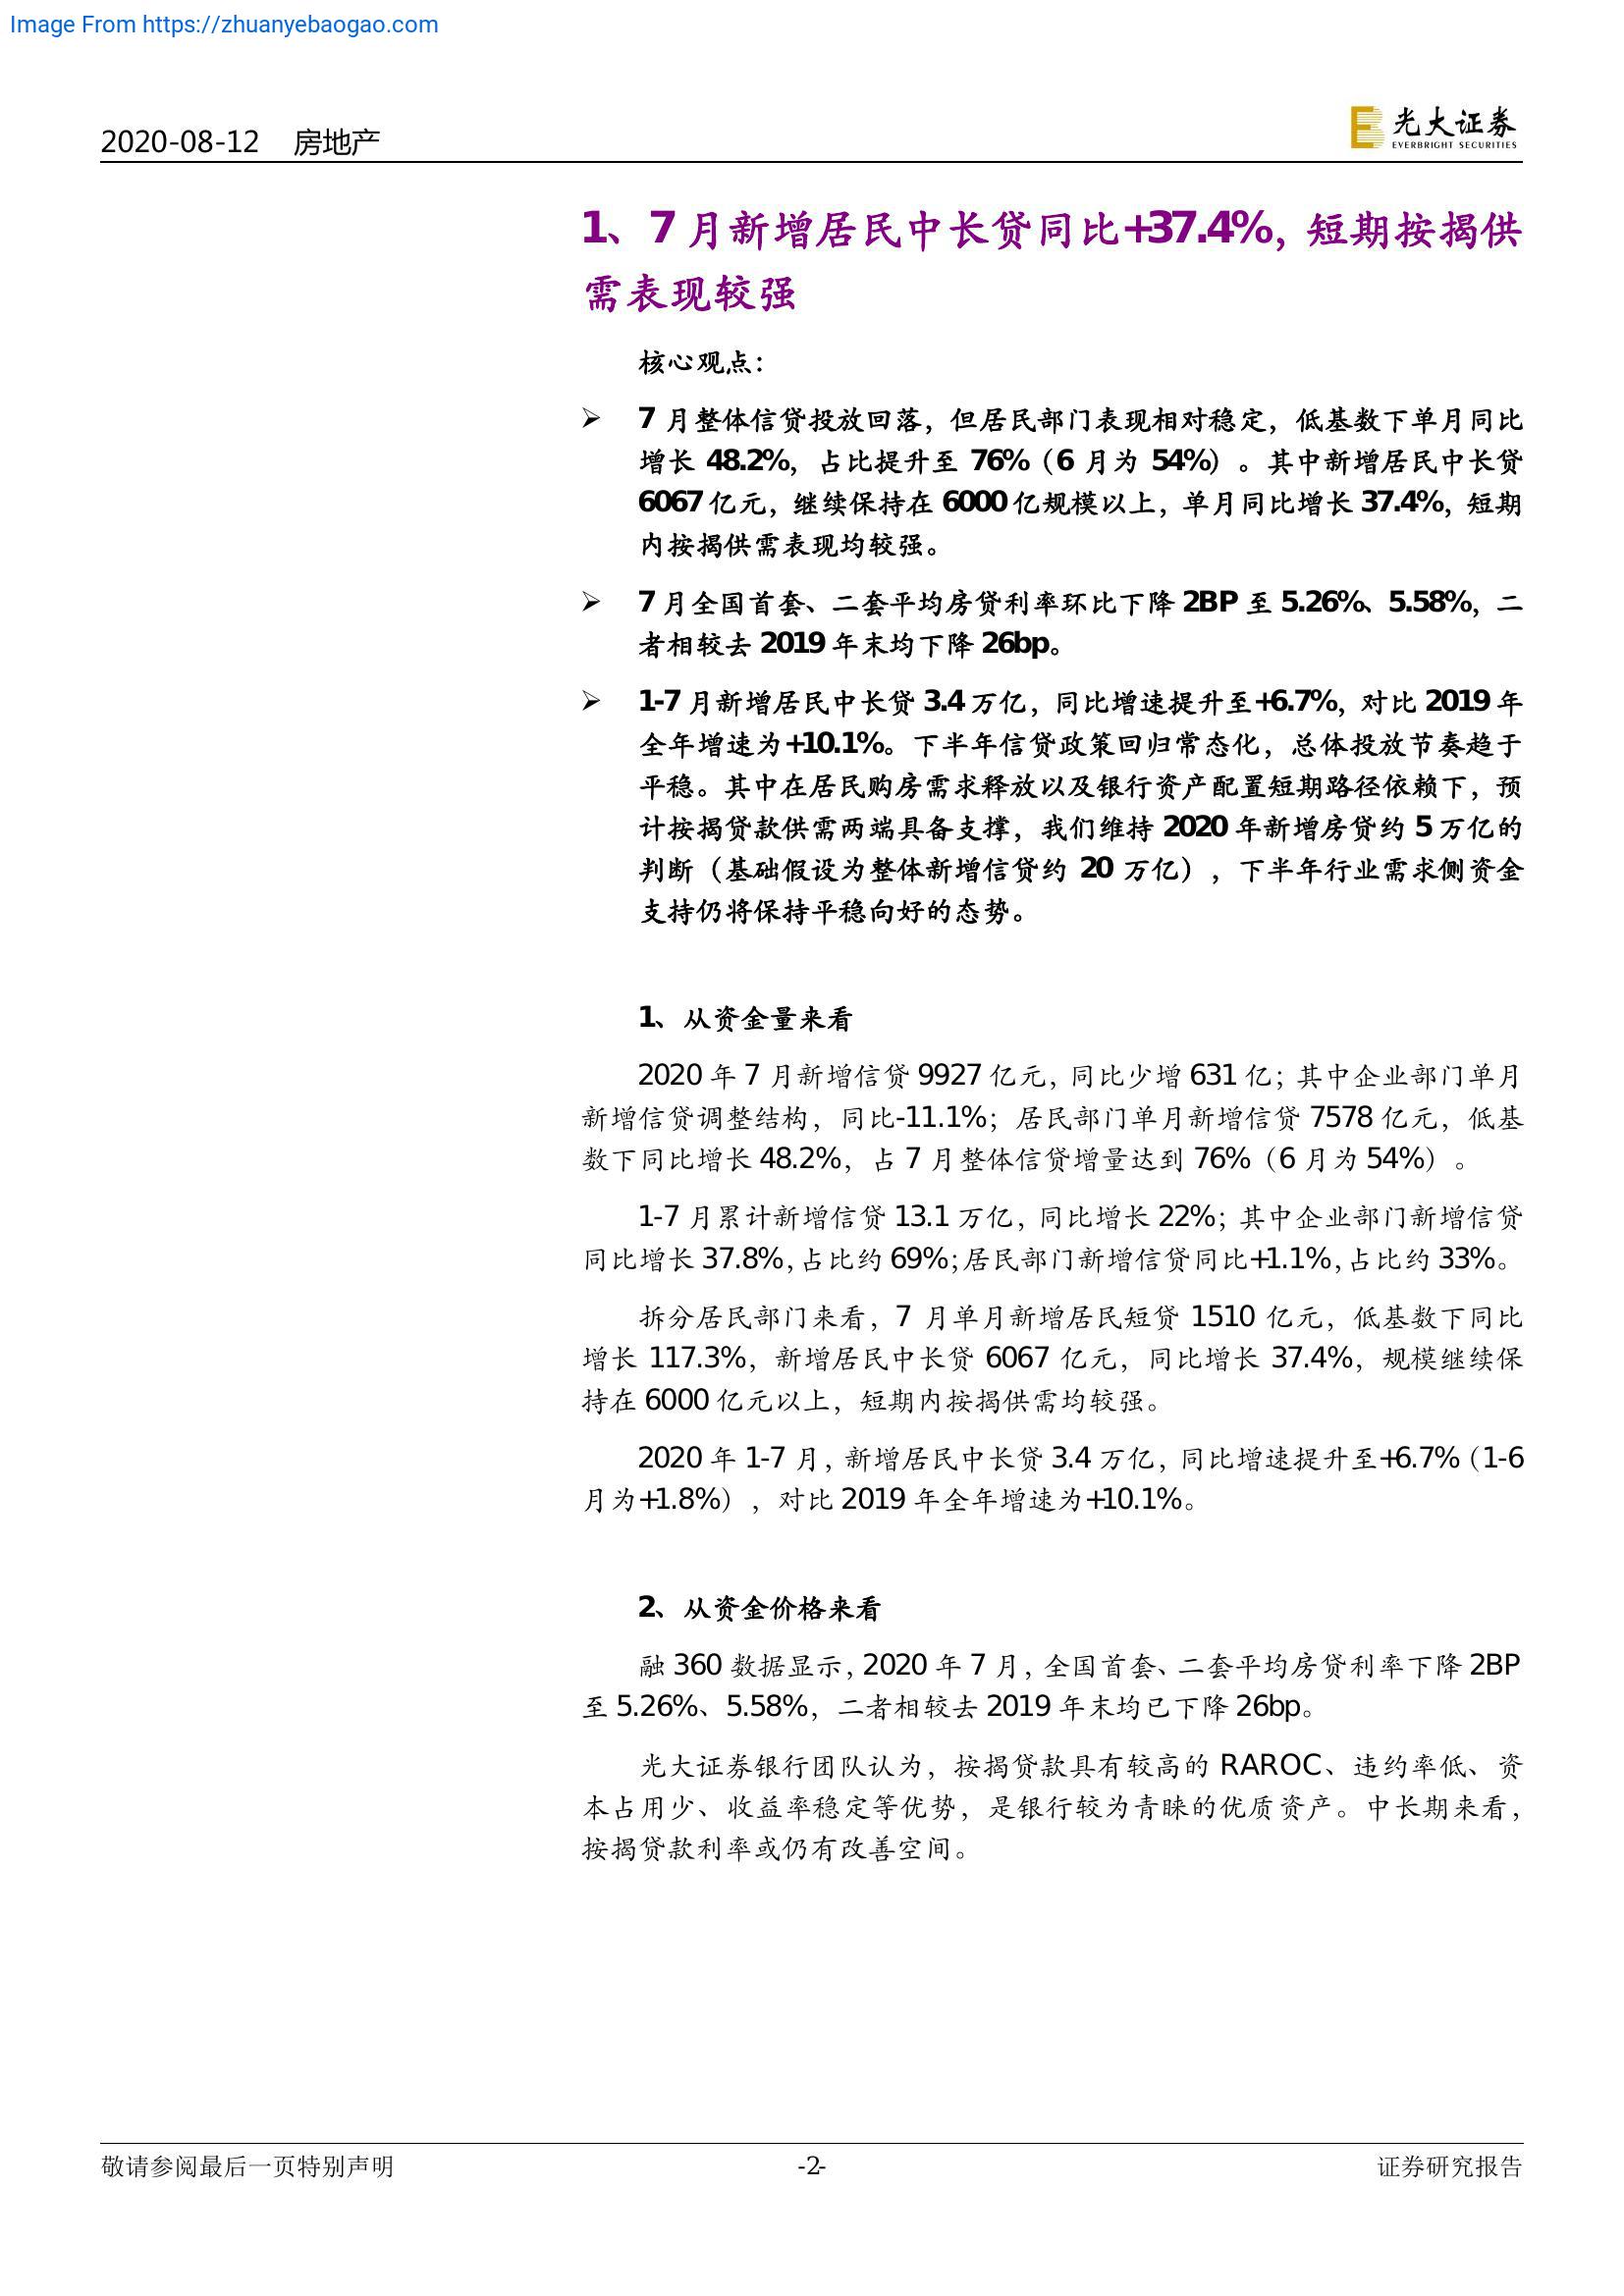 Image From https://zhuanyebaogao.com
2020-08-12 房地产
光大证券
EVERBRIGHT SECURITIES
1、7 月新增居民中长贷同比+37.4%，短期按揭供
需表现较强
核心观点：
➢ 7 月整体信贷投放回落，但居民部门表现相对稳定，低基数下单月同比
增长 48.2%，占比提升至 76%（6 月为 54%）。其中新增居民中长贷
6067 亿元，继续保持在 6000 亿规模以上，单月同比增长 37.4%，短期
内按揭供需表现均较强。
➢ 7 月全国首套、二套平均房贷利率环比下降 2BP 至 5.26%、5.58%，二
者相较去 2019 年末均下降 26bp。
➢ 1-7 月新增居民中长贷 3.4 万亿，同比增速提升至+6.7%，对比 2019 年
全年增速为+10.1%。下半年信贷政策回归常态化，总体投放节奏趋于
平稳。其中在居民购房需求释放以及银行资产配置短期路径依赖下，预
计按揭贷款供需两端具备支撑，我们维持 2020 年新增房贷约 5 万亿的
判断（基础假设为整体新增信贷约 20 万亿），下半年行业需求侧资金
支持仍将保持平稳向好的态势。
1、从资金量来看
2020 年 7 月新增信贷 9927 亿元，同比少增 631 亿；其中企业部门单月
新增信贷调整结构，同比-11.1%；居民部门单月新增信贷 7578 亿元，低基
数下同比增长 48.2%，占 7 月整体信贷增量达到 76%（6 月为 54%）。
1-7 月累计新增信贷 13.1 万亿，同比增长 22%；其中企业部门新增信贷
同比增长 37.8%，占比约 69%；居民部门新增信贷同比+1.1%，占比约 33%。
拆分居民部门来看，7 月单月新增居民短贷 1510 亿元，低基数下同比
增长 117.3%，新增居民中长贷 6067 亿元，同比增长 37.4%，规模继续保
持在 6000 亿元以上，短期内按揭供需均较强。
2020 年 1-7 月，新增居民中长贷 3.4 万亿，同比增速提升至+6.7%（1-6
月为+1.8%），对比 2019 年全年增速为+10.1%。
2、从资金价格来看
融 360 数据显示，2020 年 7 月，全国首套、二套平均房贷利率下降 2BP
至 5.26%、5.58%，二者相较去 2019 年末均已下降 26bp。
光大证券银行团队认为，按揭贷款具有较高的 RAROC、违约率低、资
本占用少、收益率稳定等优势，是银行较为青睐的优质资产。中长期来看，
按揭贷款利率或仍有改善空间。
敬请参阅最后一页特别声明 -2- 证券研究报告